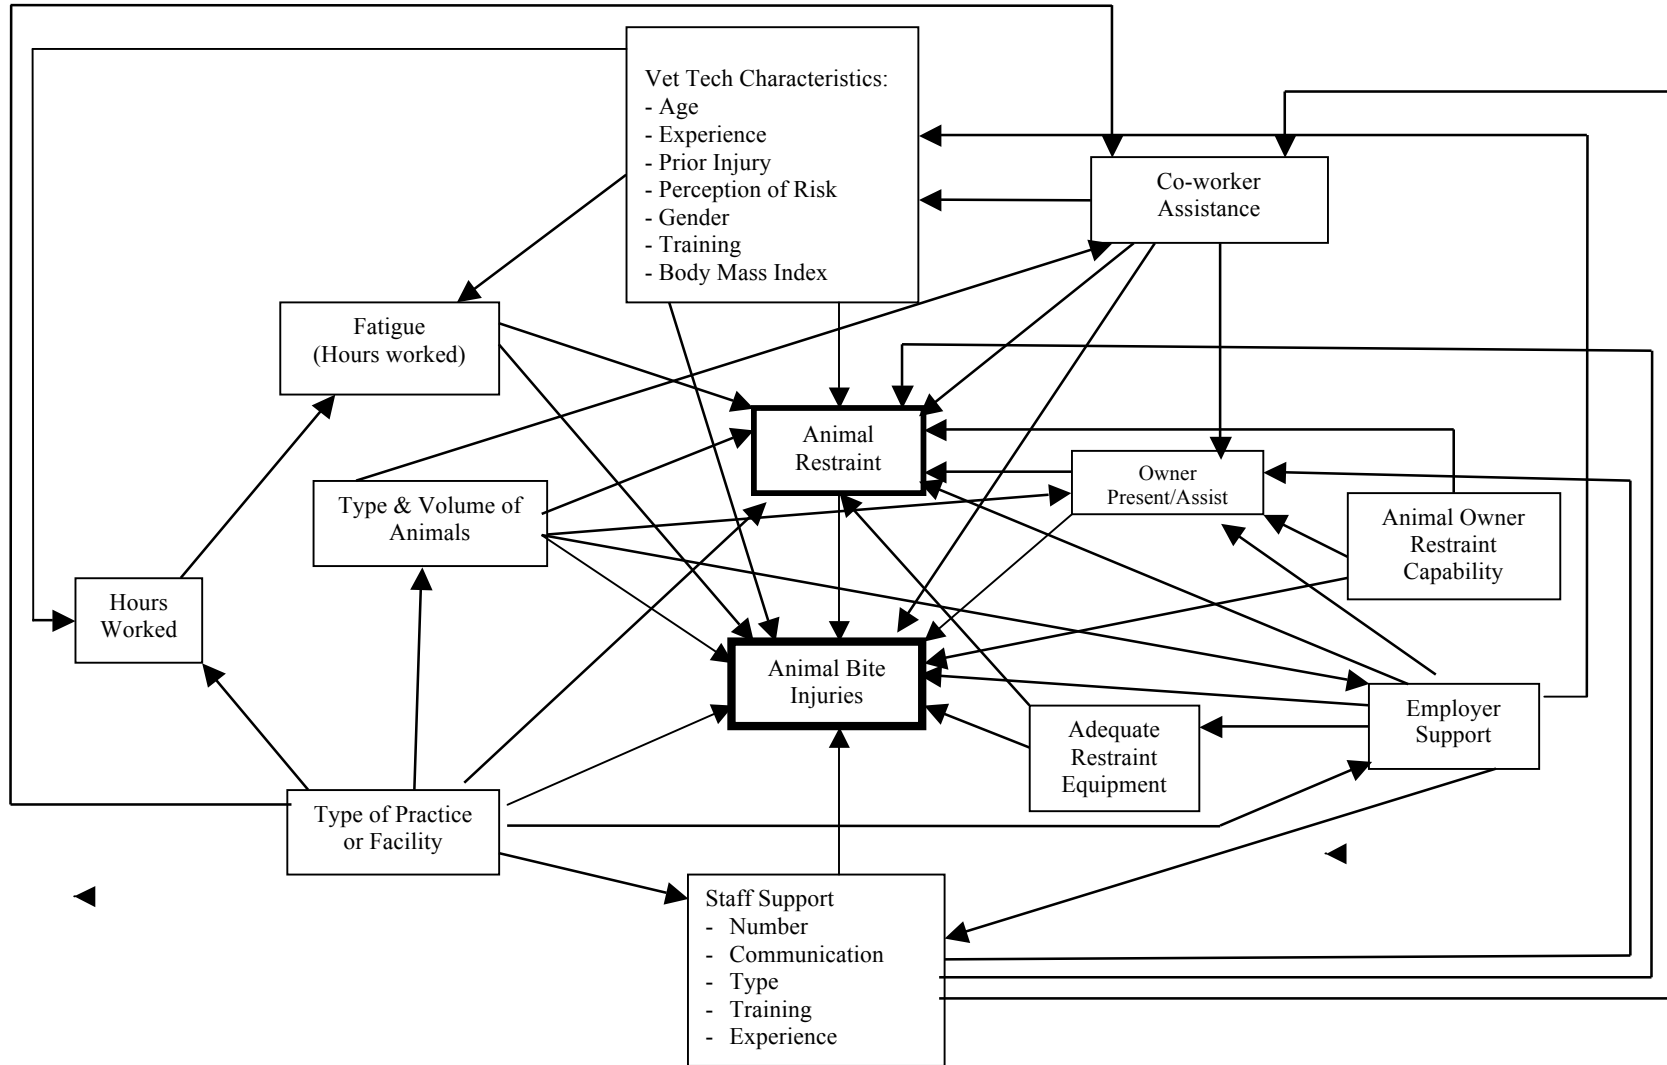 Vet Tech Characteristics:
- Age
- Experience
- Prior Injury
- Perception of Risk
- Gender
- Training
- Body Mass Index
Co-worker
Assistance
Fatigue
(Hours worked)
Animal
Restraint
Owner
Present/Assist
Type & Volume of
Animals
Animal Owner
Restraint
Capability
Hours
Worked
Animal Bite
Injuries
Adequate
Restraint
Equipment
Employer
Support
Type of Practice
or Facility
Staff Support
- Number
- Communication
- Type
- Training
- Experience